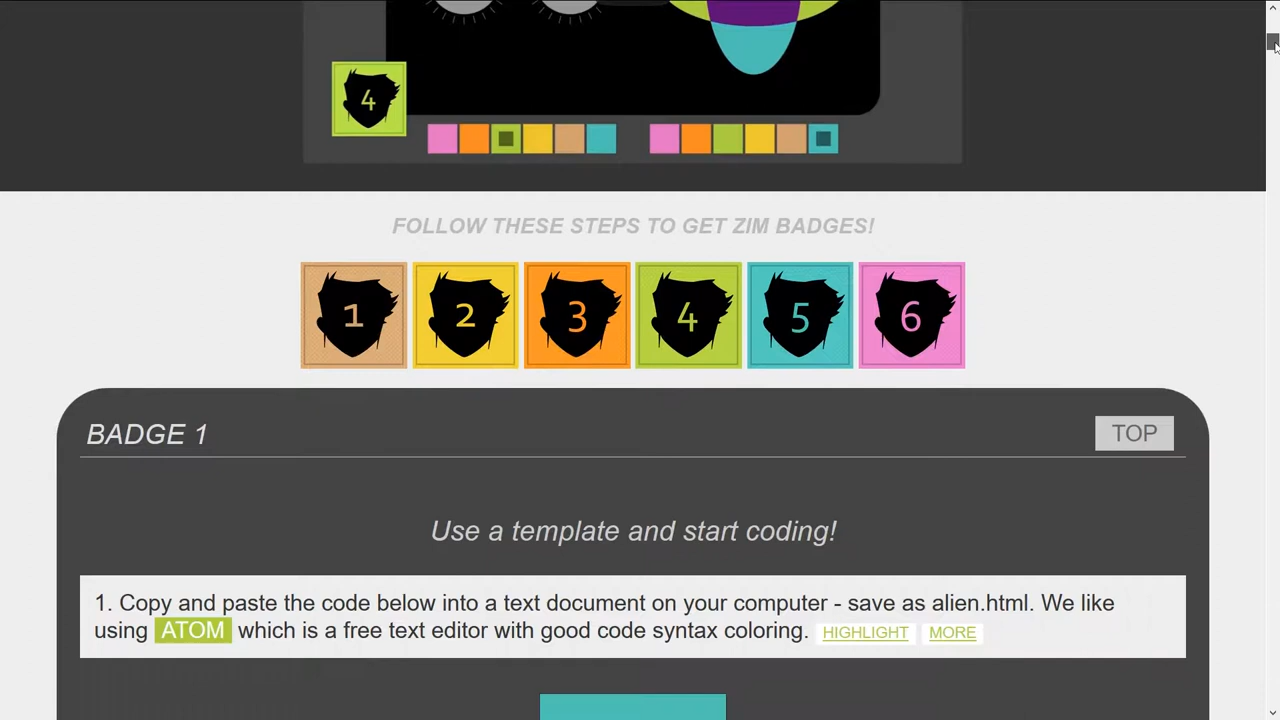 4
FOLLOW THESE STEPS TO GET ZIM BADGES!
1 2 3 4 5 6
BADGE 1 TOP
Use a template and start coding!
1. Copy and paste the code below into a text document on your computer - save as alien.html. We like
using ATOM which is a free text editor with good code syntax coloring. HIGHLIGHT MORE